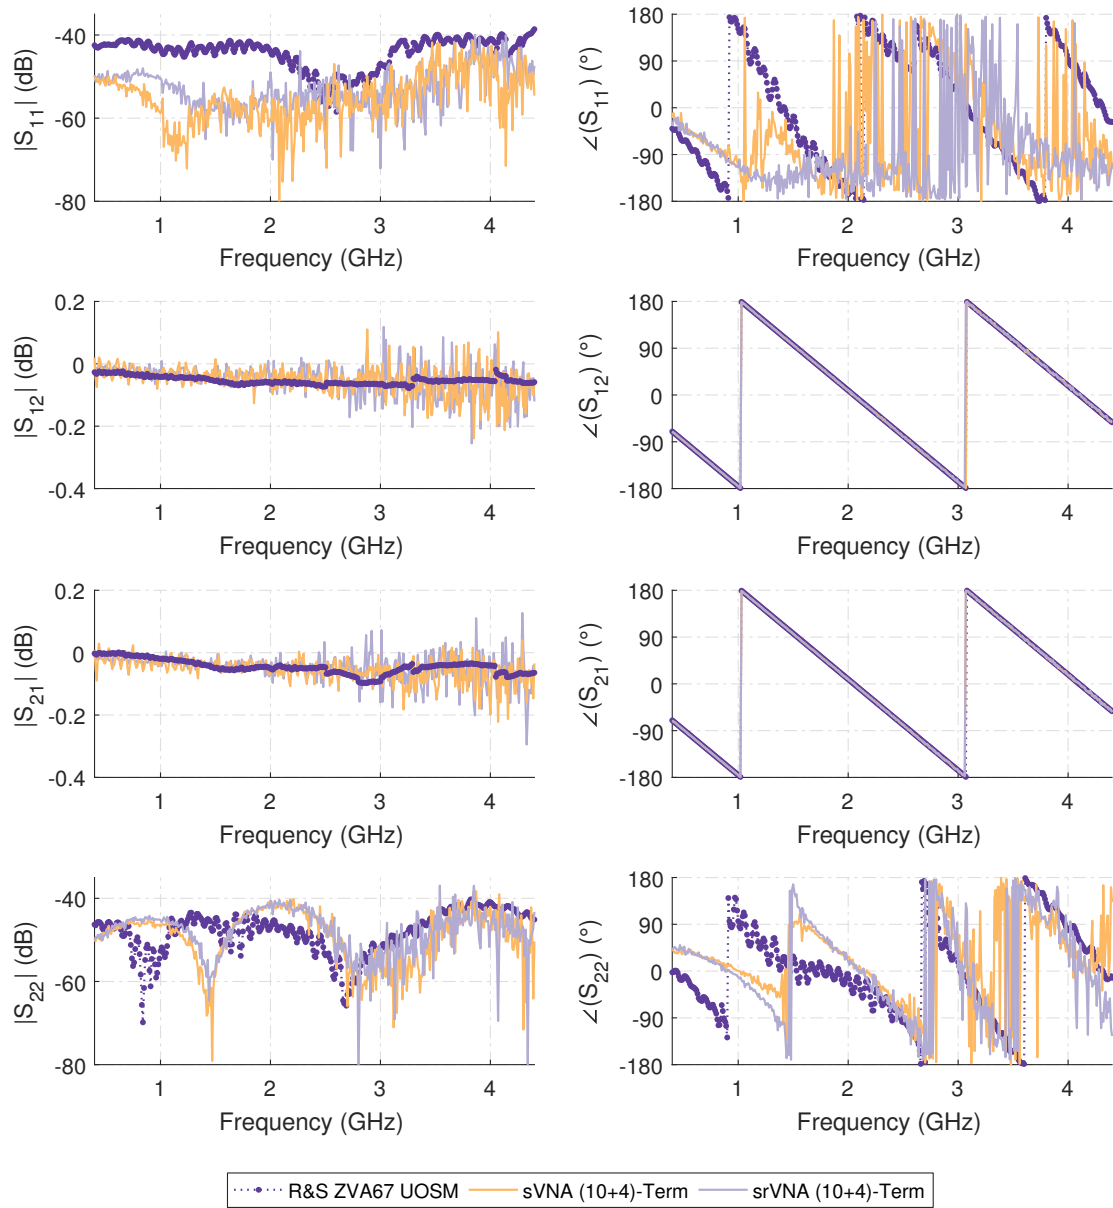 -40
-60
-80
|S11| (dB)
1 2 3 4
Frequency (GHz)
180
90
0
-90
-180
∠(S11) (°)
1 2 3 4
Frequency (GHz)
0.2
0
-0.2
-0.4
|S12| (dB)
1 2 3 4
Frequency (GHz)
180
90
0
-90
-180
∠(S12) (°)
1 2 3 4
Frequency (GHz)
0.2
0
-0.2
-0.4
|S21| (dB)
1 2 3 4
Frequency (GHz)
180
90
0
-90
-180
∠(S21) (°)
1 2 3 4
Frequency (GHz)
-40
-60
-80
|S22| (dB)
1 2 3 4
Frequency (GHz)
180
90
0
-90
-180
∠(S22) (°)
1 2 3 4
Frequency (GHz)
R&S ZVA67 UOSM sVNA (10+4)-Term srVNA (10+4)-Term